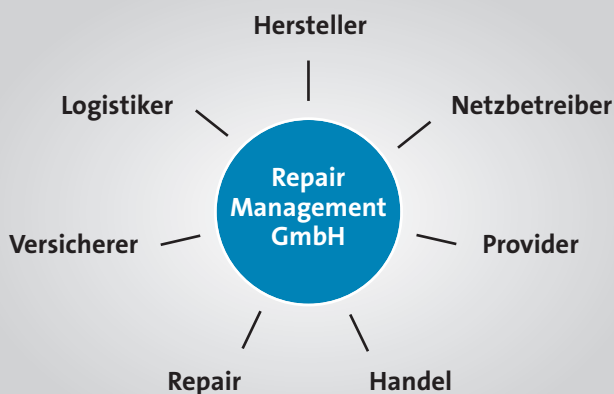 Hersteller
Logistiker
Netzbetreiber
Repair
Management
GmbH
Versicherer
Provider
Repair
Handel